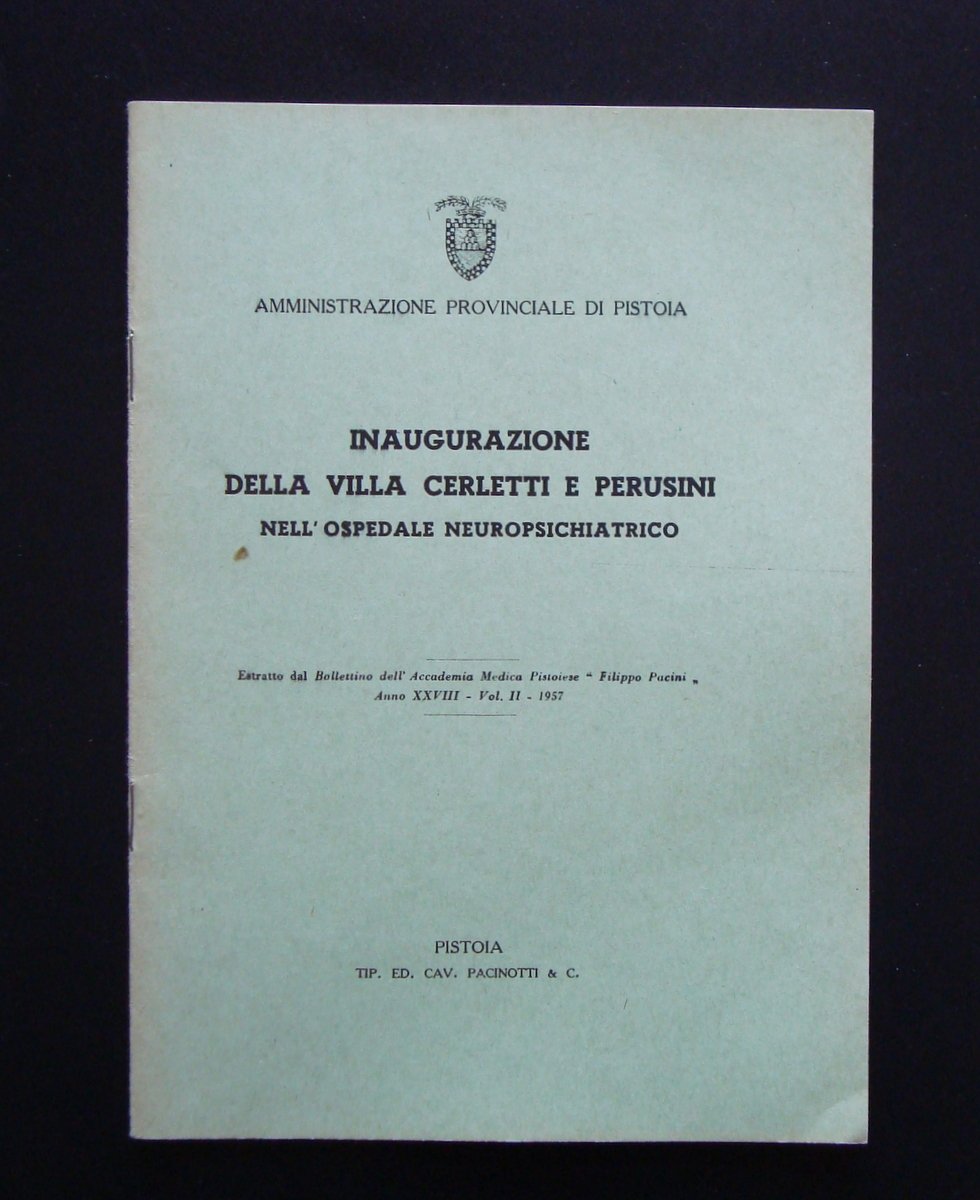 AMMINISTRAZIONE PROVINCIALE DI PISTOIA
INAUGURAZIONE
DELLA VILLA CERLETTI E PERUSINI
NELL' OSPEDALE NEUROPSICHIATRICO
Estratto dal Bollettino dell' Accademia Medica Pistoiese " Filippo Pacini „
Anno XXVIII - Vol. II - 1957
PISTOIA
TIP. ED. CAV. PACINOTTI & C.